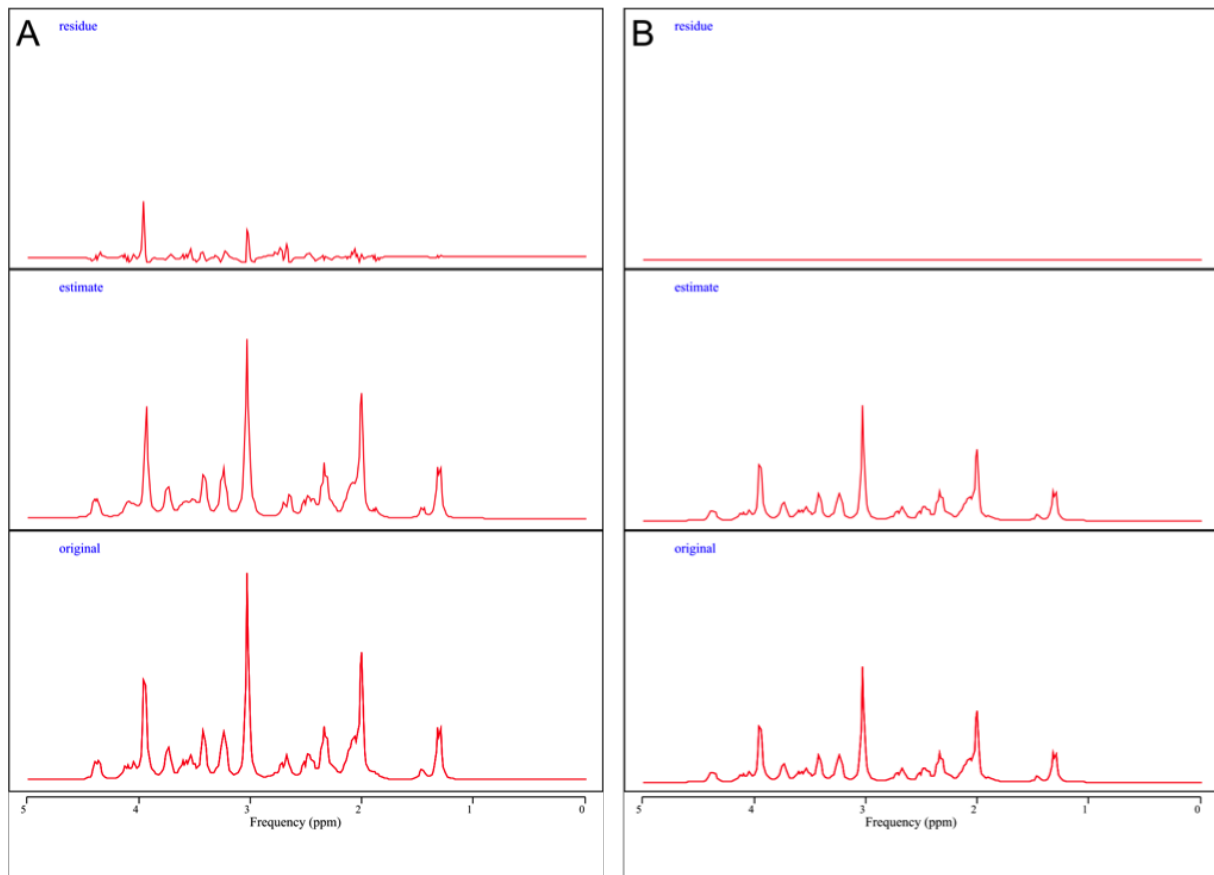 A
residue
estimate
original
5 4 3 2 1 0
Frequency (ppm)
B
residue
estimate
original
5 4 3 2 1 0
Frequency (ppm)